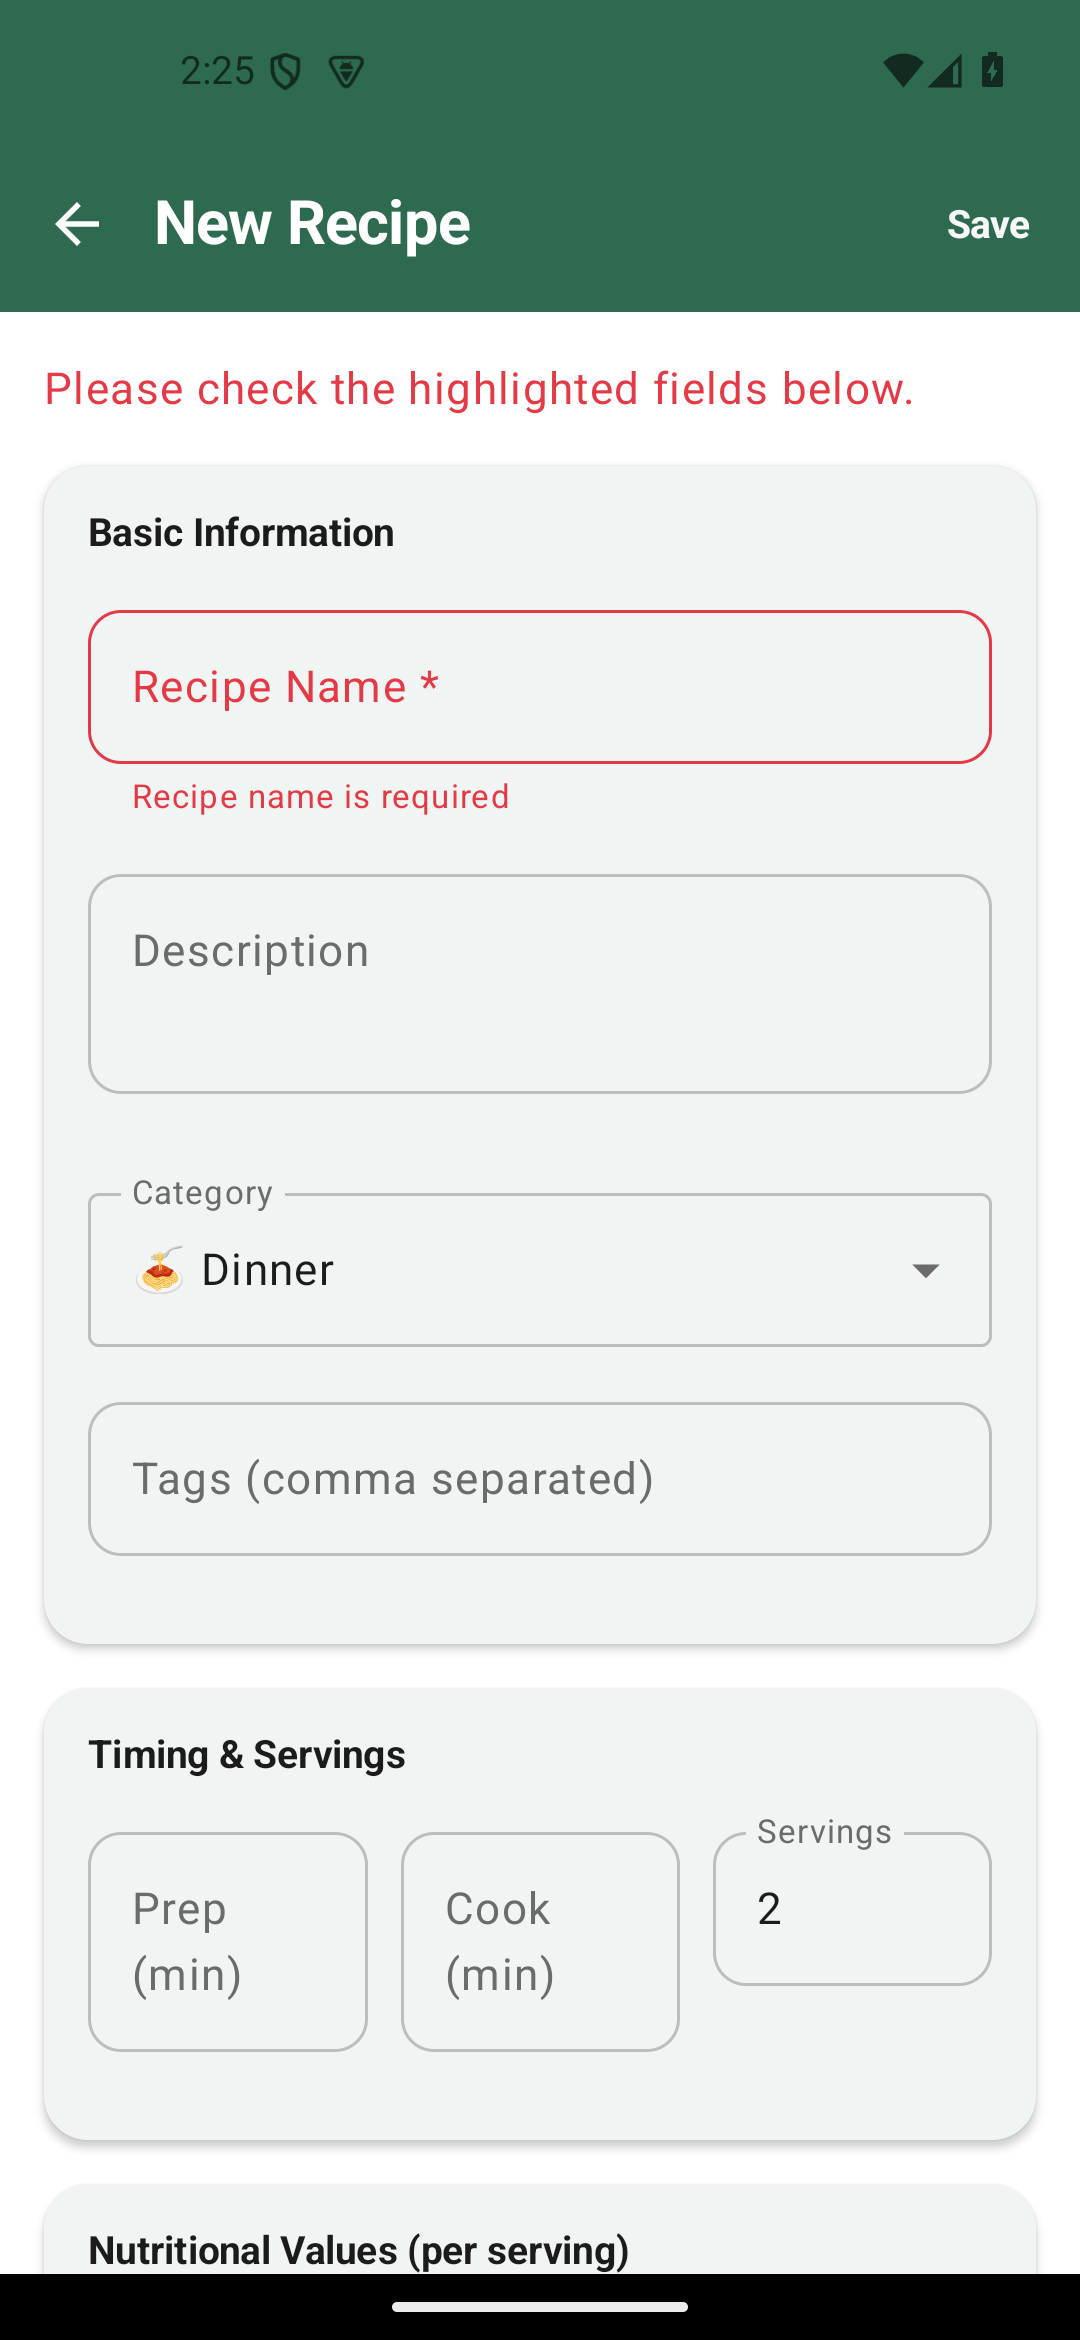 2:25
New Recipe
Save
Please check the highlighted fields below.
Basic Information
Recipe Name *
Recipe name is required
Description
Category
🍝 Dinner
Tags (comma separated)
Timing & Servings
Prep
(min)
Cook
(min)
Servings
2
Nutritional Values (per serving)